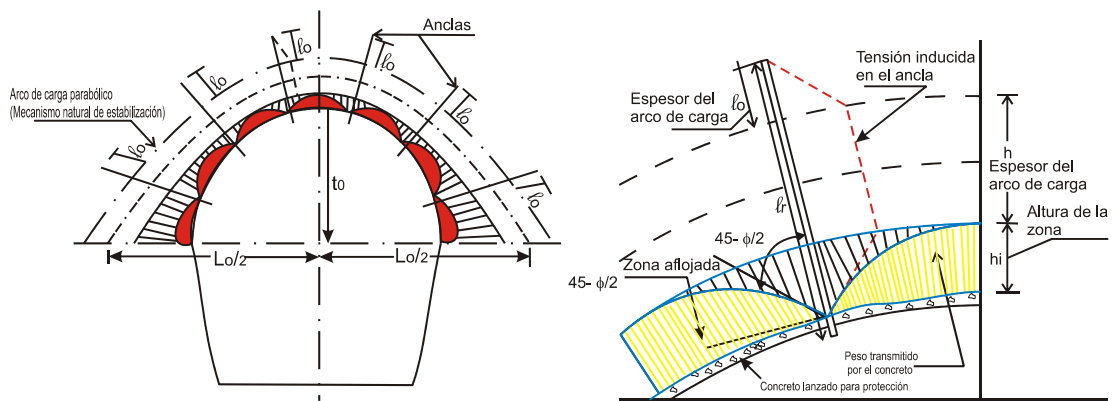 Anclas
ℓo
ℓo
ℓo
ℓo
ℓo
ℓo
ℓo
Arco de carga parabólico
(Mecanismo natural de estabilización)
t0
Lo/2
Lo/2
Tensión inducida
en el ancla
Espesor del
arco de carga
ℓo
h
Espesor del
arco de carga
ℓr
Altura de la
zona
45- ϕ/2
Zona aflojada
45- ϕ/2
hi
Peso transmitido
por el concreto
Concreto lanzado para protección